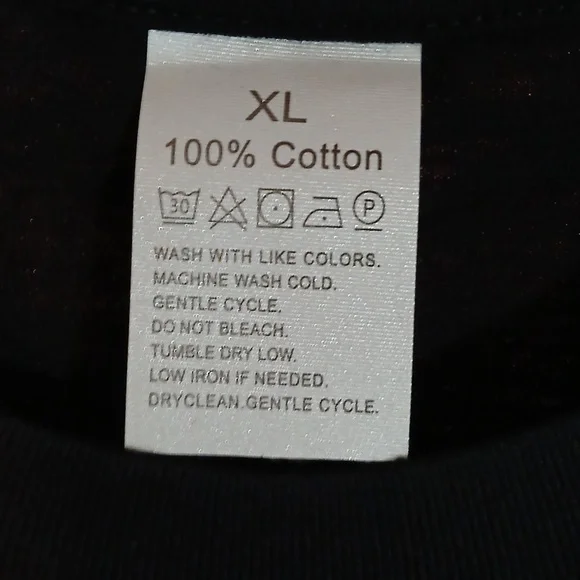 XL
100% Cotton
30 P
WASH WITH LIKE COLORS.
MACHINE WASH COLD.
GENTLE CYCLE.
DO NOT BLEACH.
TUMBLE DRY LOW.
LOW IRON IF NEEDED.
DRYCLEAN.GENTLE CYCLE.